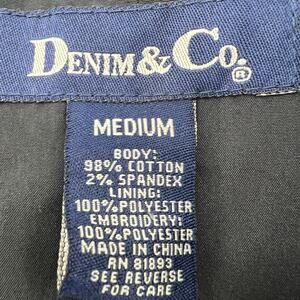 DENIM & CO.®
MEDIUM
BODY:
98% COTTON
2% SPANDEX
LINING:
100% POLYESTER
EMBROIDERY:
100% POLYESTER
MADE IN CHINA
RN 81893
SEE REVERSE
FOR CARE